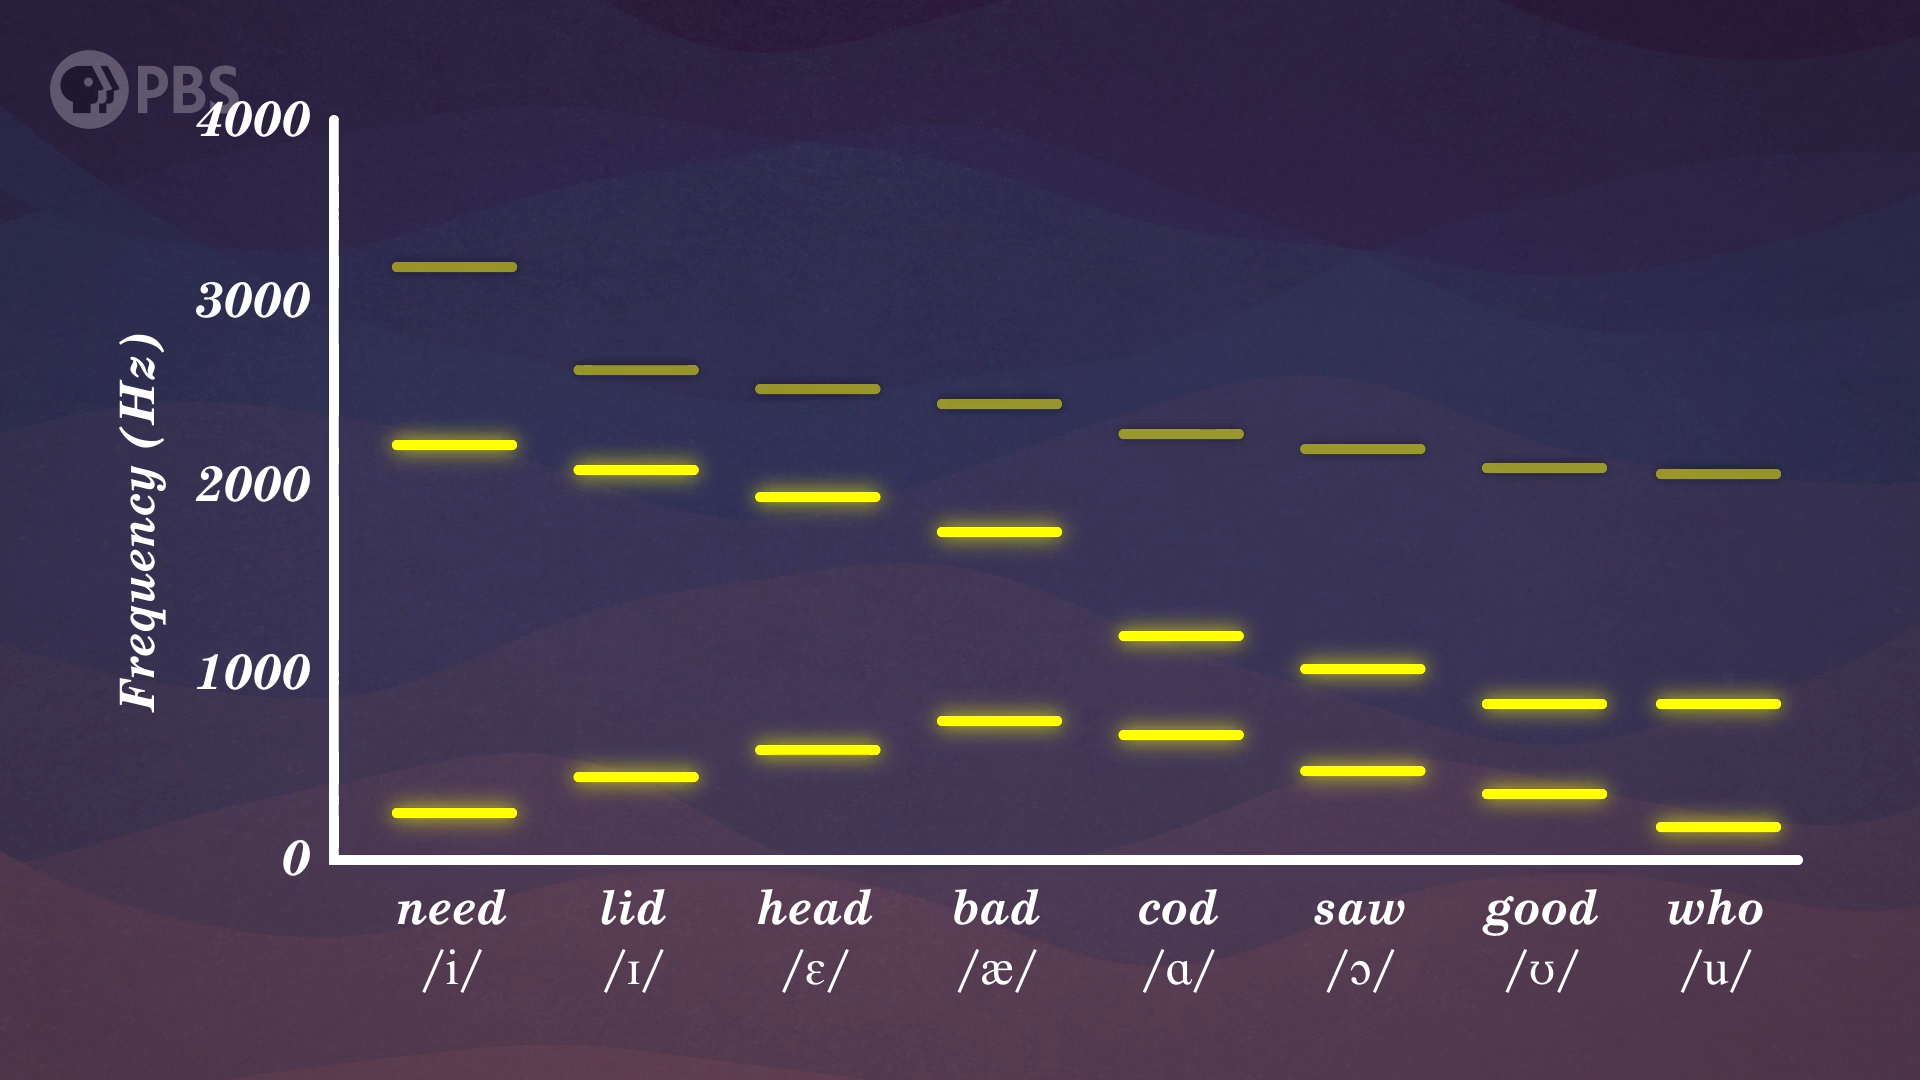 PBS
4000
3000
2000
1000
0
Frequency (Hz)
need lid head bad cod saw good who
/i/ /ɪ/ /ɛ/ /æ/ /ɑ/ /ɔ/ /ʊ/ /u/